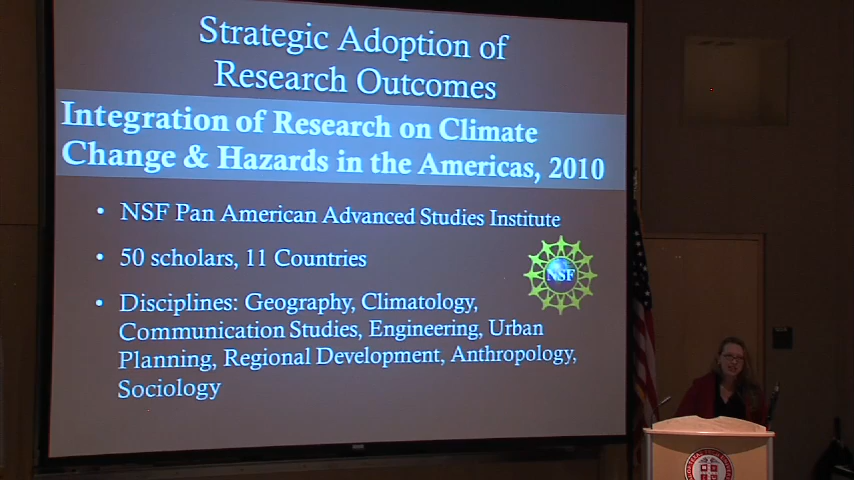 Strategic Adoption of
Research Outcomes
Integration of Research on Climate
Change & Hazards in the Americas, 2010
• NSF Pan American Advanced Studies Institute
• 50 scholars, 11 Countries
NSF
• Disciplines: Geography, Climatology,
Communication Studies, Engineering, Urban
Planning, Regional Development, Anthropology,
Sociology